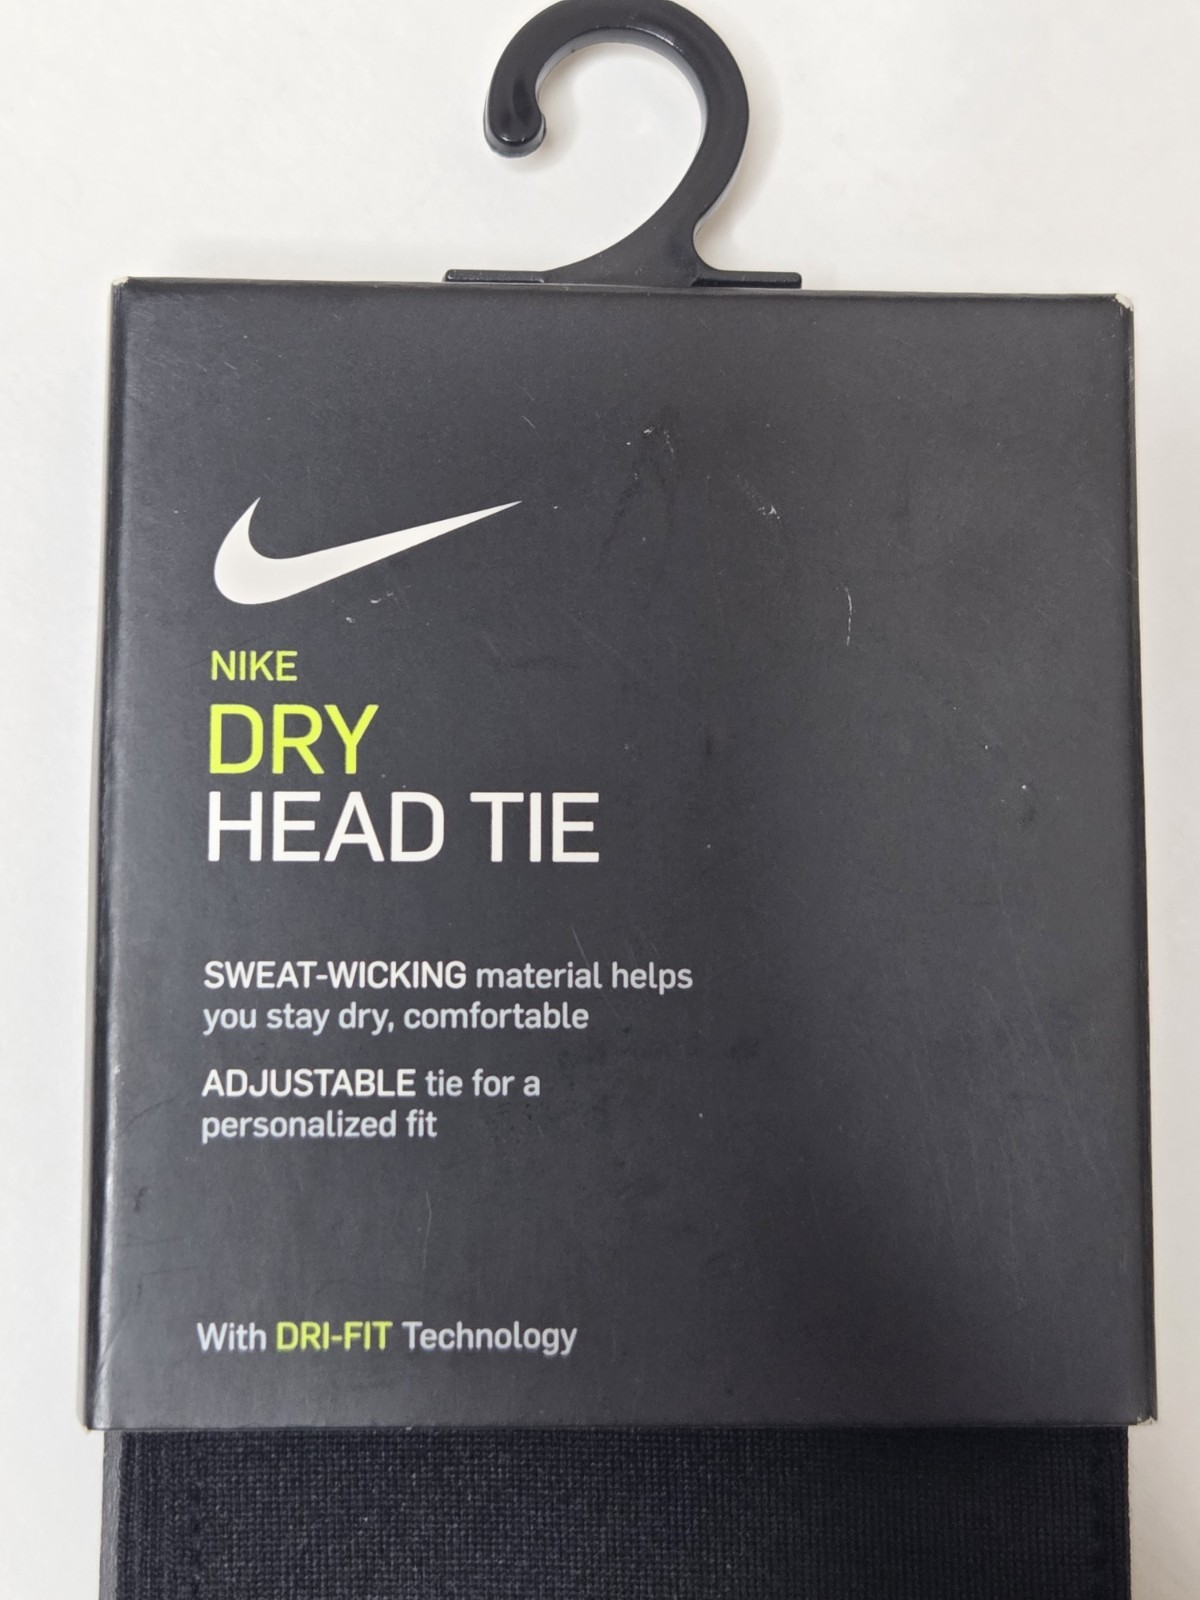 NIKE
DRY
HEAD TIE
SWEAT-WICKING material helps
you stay dry, comfortable
ADJUSTABLE tie for a
personalized fit
With DRI-FIT Technology